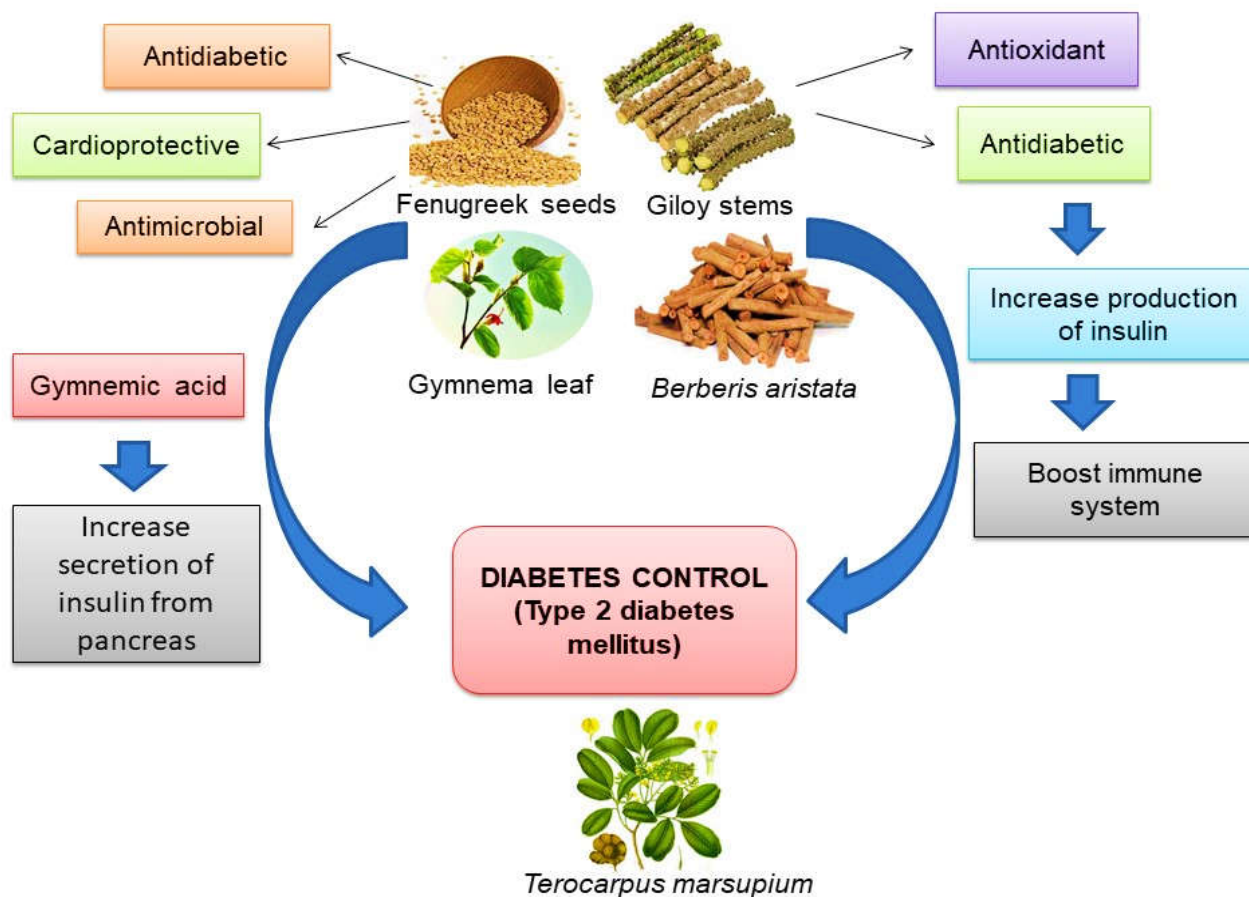 Antidiabetic
Cardioprotective
Antimicrobial
Fenugreek seeds
Giloy stems
Antioxidant
Antidiabetic
Increase production
of insulin
Boost immune
system
Gymnema leaf
Berberis aristata
Gymnemic acid
Increase
secretion of
insulin from
pancreas
DIABETES CONTROL
(Type 2 diabetes
mellitus)
Terocarpus marsupium